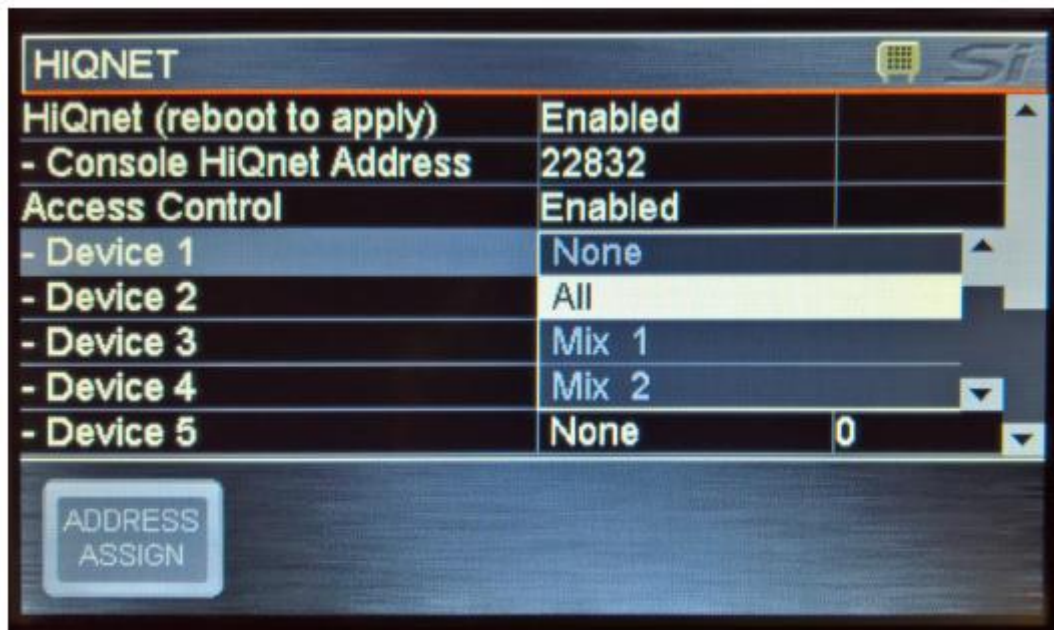 HIQNET Si
HiQnet (reboot to apply) Enabled
- Console HiQnet Address 22832
Access Control Enabled
- Device 1 None
- Device 2 All
- Device 3 Mix 1
- Device 4 Mix 2
- Device 5 None 0
ADDRESS
ASSIGN